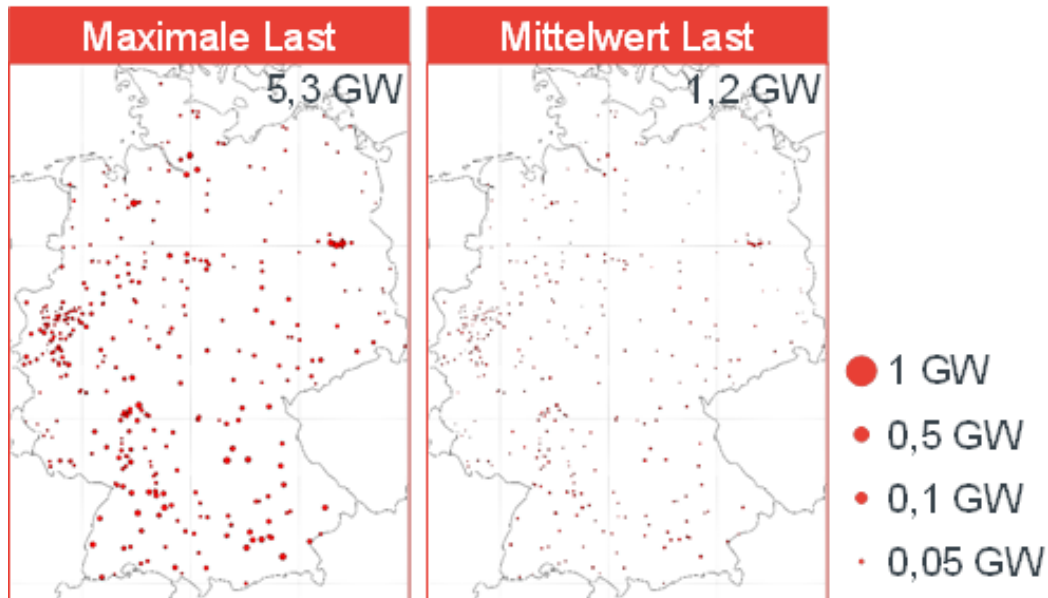 Maximale Last
5,3 GW
Mittelwert Last
1,2 GW
1 GW
0,5 GW
0,1 GW
0,05 GW